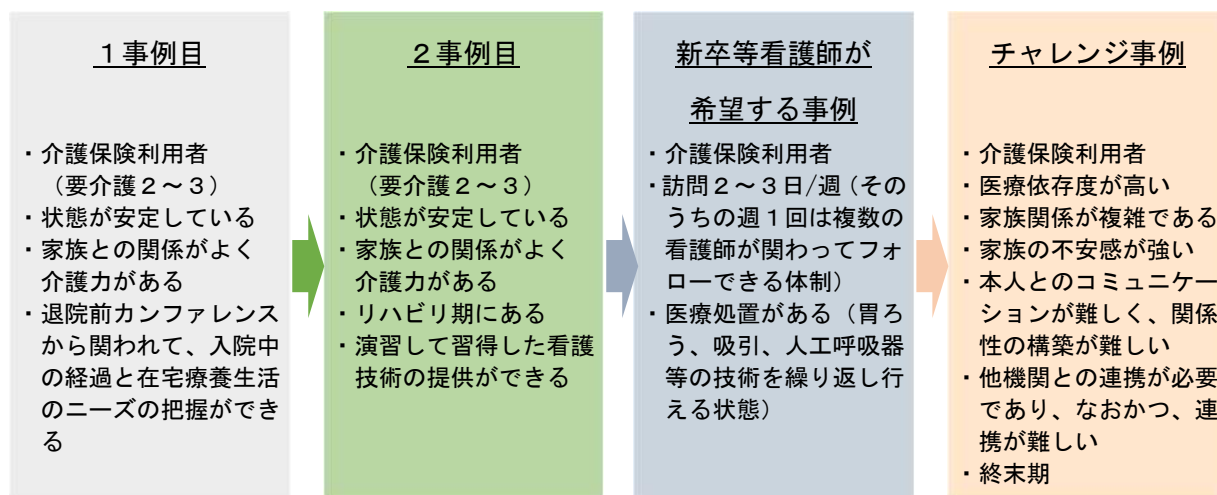 １事例目
・介護保険利用者
（要介護２～３）
・状態が安定している
・家族との関係がよく
介護力がある
・退院前カンファレンス
から関われて、入院中
の経過と在宅療養生活
のニーズの把握ができ
る
２事例目
・介護保険利用者
（要介護２～３）
・状態が安定している
・家族との関係がよく
介護力がある
・リハビリ期にある
・演習して習得した看護
技術の提供ができる
新卒等看護師が
希望する事例
・介護保険利用者
・訪問２～３日/週（その
うちの週１回は複数の
看護師が関わってフォ
ローできる体制）
・医療処置がある（胃ろ
う、吸引、人工呼吸器
等の技術を繰り返し行
える状態）
チャレンジ事例
・介護保険利用者
・医療依存度が高い
・家族関係が複雑である
・家族の不安感が強い
・本人とのコミュニケー
ションが難しく、関係
性の構築が難しい
・他機関との連携が必要
であり、なおかつ、連
携が難しい
・終末期